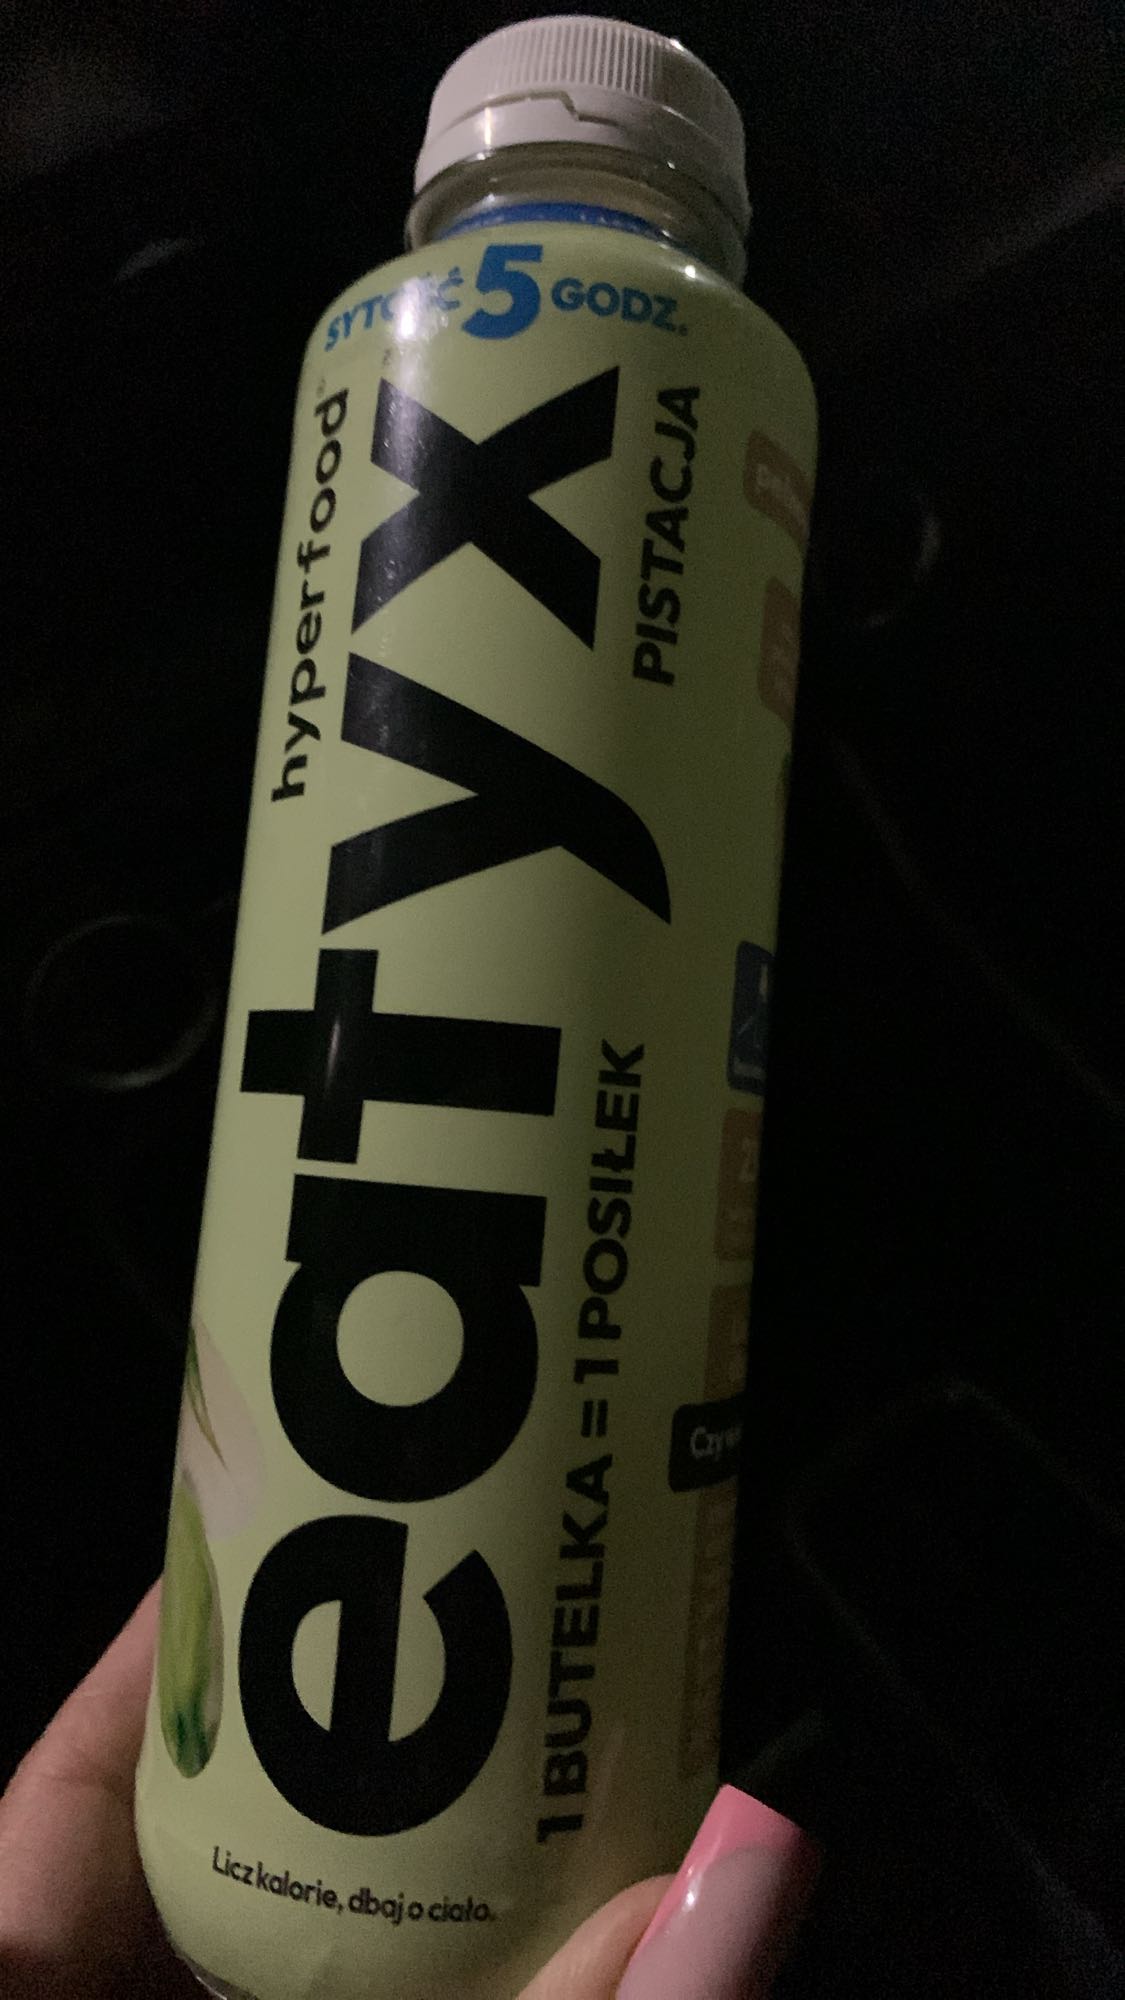 SYTOŚĆ 5 GODZ.
hyperfood
eatyx
PISTACJA
1 BUTELKA = 1 POSIŁEK
Licz kalorie, dbaj o ciało.